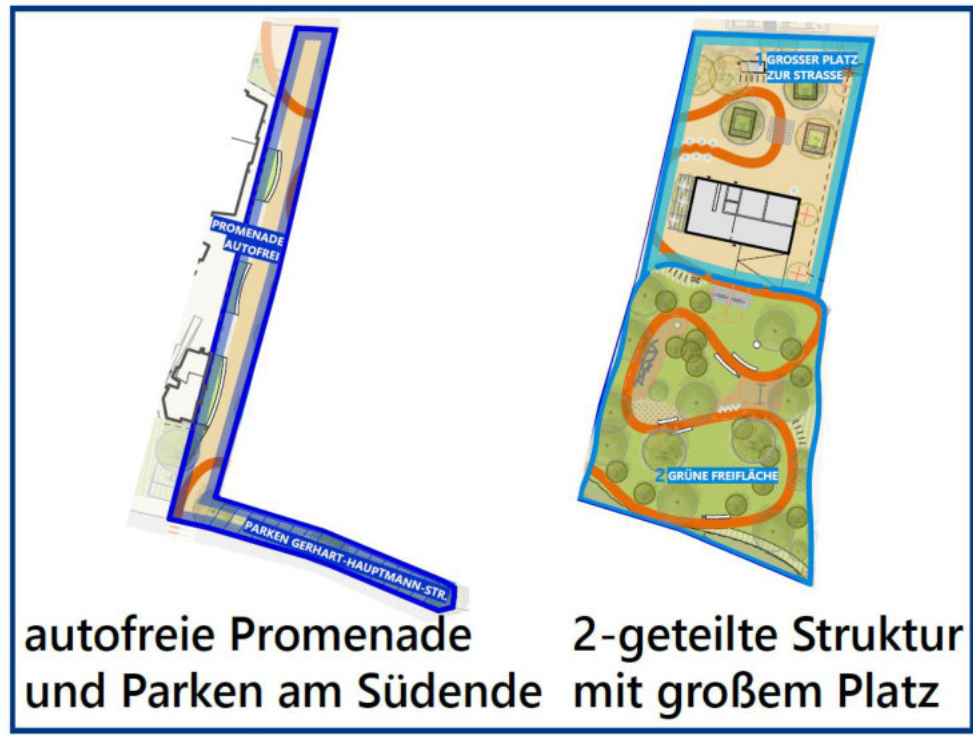 1 GROSSER PLATZ
ZUR STRASSE
PROMENADE
AUTOFREI
2 GRÜNE FREIFLÄCHE
PARKEN GERHART-HAUPTMANN-STR.
autofreie Promenade
und Parken am Südende
2-geteilte Struktur
mit großem Platz